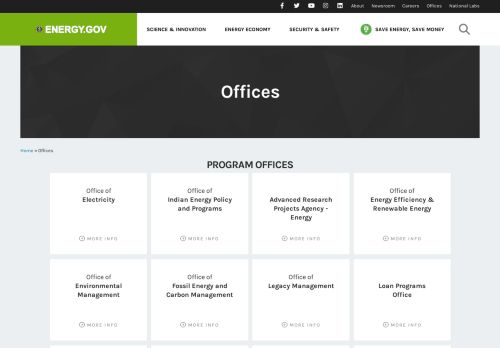 About Newsroom Careers Offices National Labs
ENERGY.GOV
SCIENCE & INNOVATION ENERGY ECONOMY SECURITY & SAFETY SAVE ENERGY, SAVE MONEY
Offices
Home » Offices
PROGRAM OFFICES
Office of
Electricity
MORE INFO
Office of
Indian Energy Policy
and Programs
MORE INFO
Advanced Research
Projects Agency -
Energy
MORE INFO
Office of
Energy Efficiency &
Renewable Energy
MORE INFO
Office of
Environmental
Management
MORE INFO
Office of
Fossil Energy and
Carbon Management
MORE INFO
Office of
Legacy Management
MORE INFO
Loan Programs
Office
MORE INFO